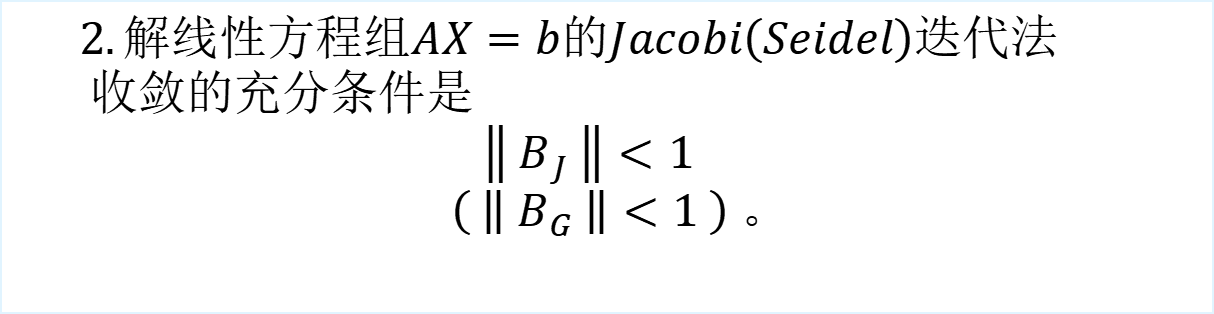 2. 解线性方程组AX = b的Jacobi(Seidel)迭代法
收敛的充分条件是
‖ B_J ‖ < 1
( ‖ B_G ‖ < 1 ) 。